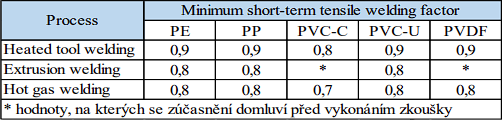 Process Minimum short-term tensile welding factor
PE PP PVC-C PVC-U PVDF
Heated tool welding 0,9 0,9 0,8 0,9 0,9
Extrusion welding 0,8 0,8 * 0,8 *
Hot gas welding 0,8 0,8 0,7 0,8 0,8
* hodnoty, na kterých se zúčasnění domluví před vykonáním zkoušky